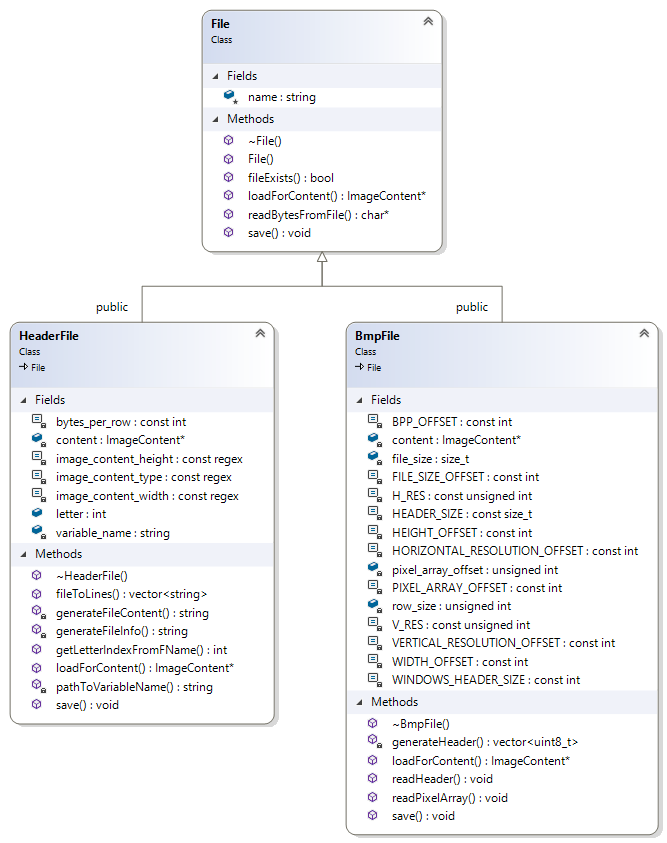 File
Class
Fields
name : string
Methods
~File()
File()
fileExists() : bool
loadForContent() : ImageContent*
readBytesFromFile() : char*
save() : void
public
public
HeaderFile
Class
File
Fields
bytes_per_row : const int
content : ImageContent*
image_content_height : const regex
image_content_type : const regex
image_content_width : const regex
letter : int
variable_name : string
Methods
~HeaderFile()
fileToLines() : vector<string>
generateFileContent() : string
generateFileInfo() : string
getLetterIndexFromFName() : int
loadForContent() : ImageContent*
pathToVariableName() : string
save() : void
BmpFile
Class
File
Fields
BPP_OFFSET : const int
content : ImageContent*
file_size : size_t
FILE_SIZE_OFFSET : const int
H_RES : const unsigned int
HEADER_SIZE : const size_t
HEIGHT_OFFSET : const int
HORIZONTAL_RESOLUTION_OFFSET : const int
pixel_array_offset : unsigned int
PIXEL_ARRAY_OFFSET : const int
row_size : unsigned int
V_RES : const unsigned int
VERTICAL_RESOLUTION_OFFSET : const int
WIDTH_OFFSET : const int
WINDOWS_HEADER_SIZE : const int
Methods
~BmpFile()
generateHeader() : vector<uint8_t>
loadForContent() : ImageContent*
readHeader() : void
readPixelArray() : void
save() : void